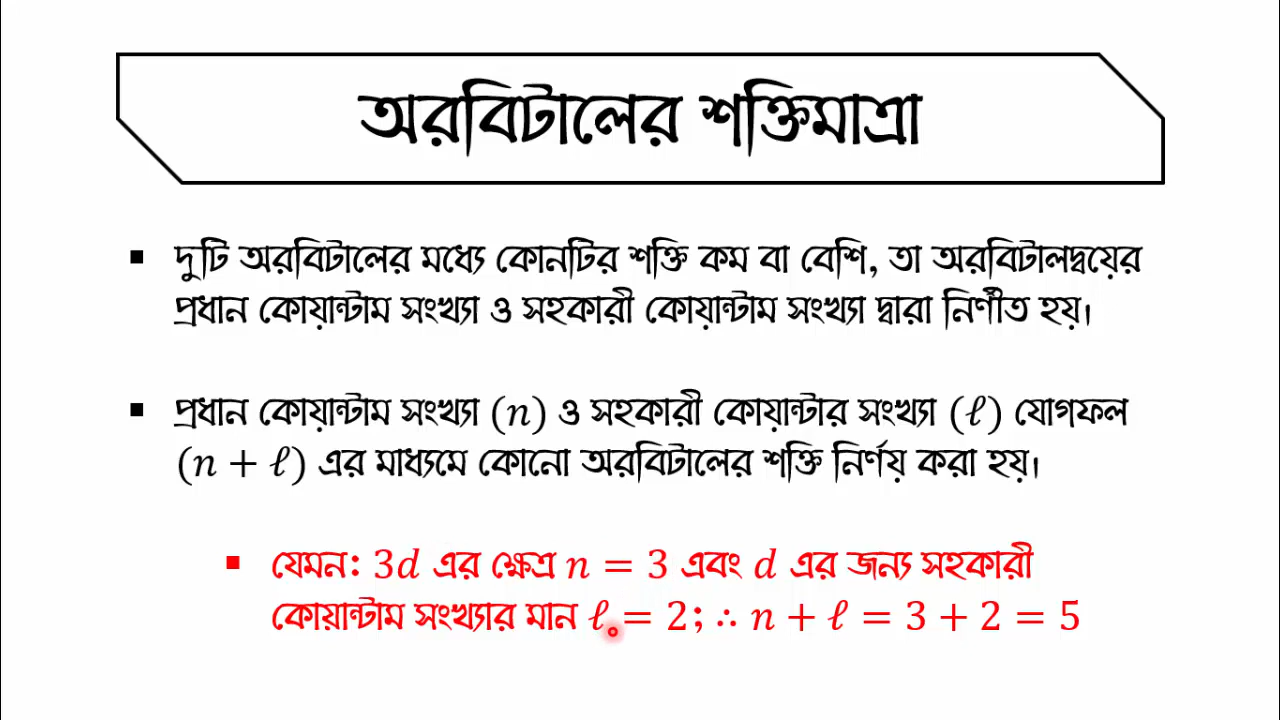 অরবিটালের শক্তিমাত্রা
▪ দুটি অরবিটালের মধ্যে কোনটির শক্তি কম বা বেশি, তা অরবিটালদ্বয়ের
প্রধান কোয়ান্টাম সংখ্যা ও সহকারী কোয়ান্টাম সংখ্যা দ্বারা নির্ণীত হয়।
▪ প্রধান কোয়ান্টাম সংখ্যা (n) ও সহকারী কোয়ান্টার সংখ্যা (ℓ) যোগফল
(n + ℓ) এর মাধ্যমে কোনো অরবিটালের শক্তি নির্ণয় করা হয়।
▪ যেমন: 3d এর ক্ষেত্র n = 3 এবং d এর জন্য সহকারী
কোয়ান্টাম সংখ্যার মান ℓ = 2; ∴ n + ℓ = 3 + 2 = 5